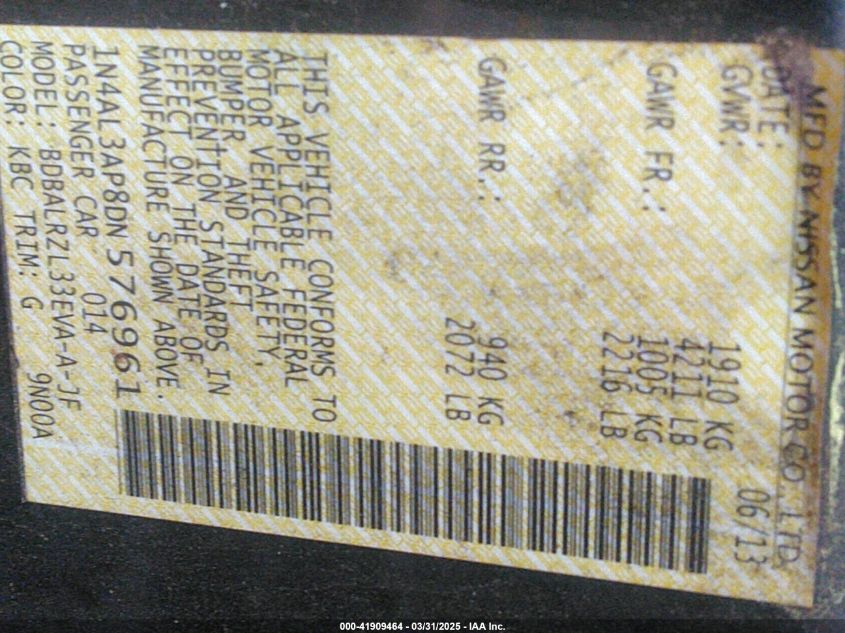 MFD BY NISSAN MOTOR CO., LTD.
DATE: 06/13
GVWR: 1910 KG
4211 LB
GAWR FR.: 1005 KG
2216 LB
GAWR RR.: 940 KG
2072 LB
THIS VEHICLE CONFORMS TO
ALL APPLICABLE FEDERAL
MOTOR VEHICLE SAFETY,
BUMPER AND THEFT
PREVENTION STANDARDS IN
EFFECT ON THE DATE OF
MANUFACTURE SHOWN ABOVE.
1N4AL3AP8DN576961
PASSENGER CAR 014
MODEL: BDBALRZL33EVA-A-JF
COLOR: KBC TRIM: G 9N00A
000-41909464 - 03/31/2025 - IAA Inc.